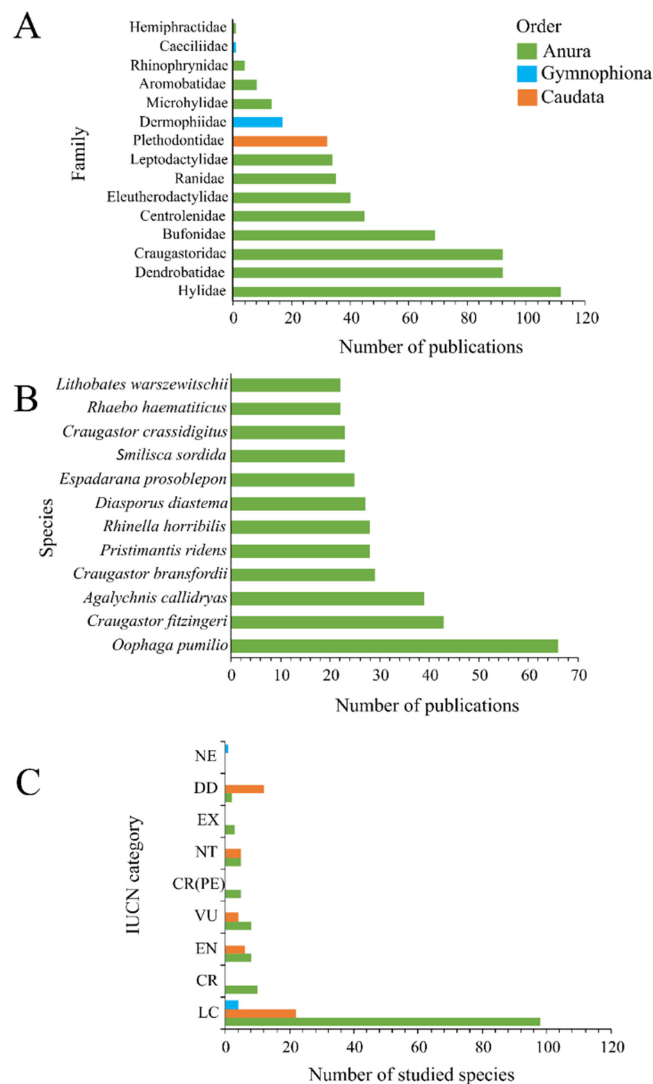 A
Order
Anura
Gymnophiona
Caudata
Family
Hemiphractidae
Caeciliidae
Rhinophrynidae
Aromobatidae
Microhylidae
Dermophiidae
Plethodontidae
Leptodactylidae
Ranidae
Eleutherodactylidae
Centrolenidae
Bufonidae
Craugastoridae
Dendrobatidae
Hylidae
0 20 40 60 80 100 120
Number of publications
B
Species
Lithobates warszewitschii
Rhaebo haematiticus
Craugastor crassidigitus
Smilisca sordida
Espadarana prosoblepon
Diasporus diastema
Rhinella horribilis
Pristimantis ridens
Craugastor bransfordii
Agalychnis callidryas
Craugastor fitzingeri
Oophaga pumilio
0 10 20 30 40 50 60 70
Number of publications
C
IUCN category
NE
DD
EX
NT
CR(PE)
VU
EN
CR
LC
0 20 40 60 80 100 120
Number of studied species